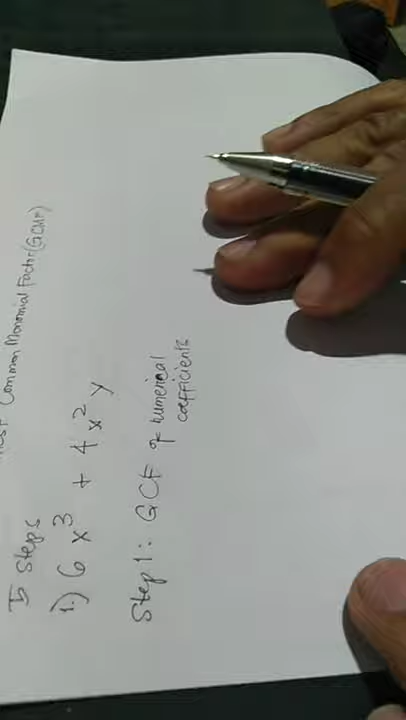 Common Monomial Factor (GCMF)
5 steps
1.) 6x³ + 4x²y
Step 1: GCF of numerical
coefficients